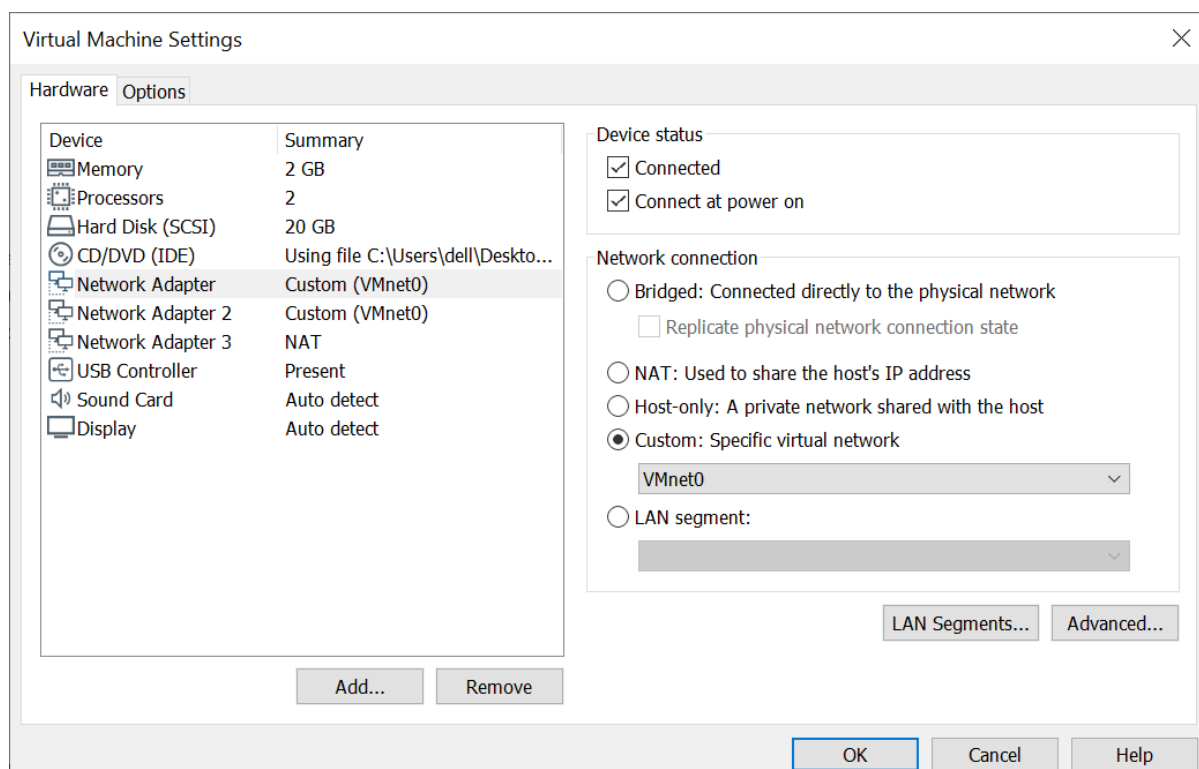 Virtual Machine Settings
Hardware Options
Device Summary
Memory 2 GB
Processors 2
Hard Disk (SCSI) 20 GB
CD/DVD (IDE) Using file C:\Users\dell\Deskto...
Network Adapter Custom (VMnet0)
Network Adapter 2 Custom (VMnet0)
Network Adapter 3 NAT
USB Controller Present
Sound Card Auto detect
Display Auto detect
Add... Remove
Device status
Connected
Connect at power on
Network connection
Bridged: Connected directly to the physical network
Replicate physical network connection state
NAT: Used to share the host's IP address
Host-only: A private network shared with the host
Custom: Specific virtual network
VMnet0
LAN segment:
LAN Segments... Advanced...
OK Cancel Help